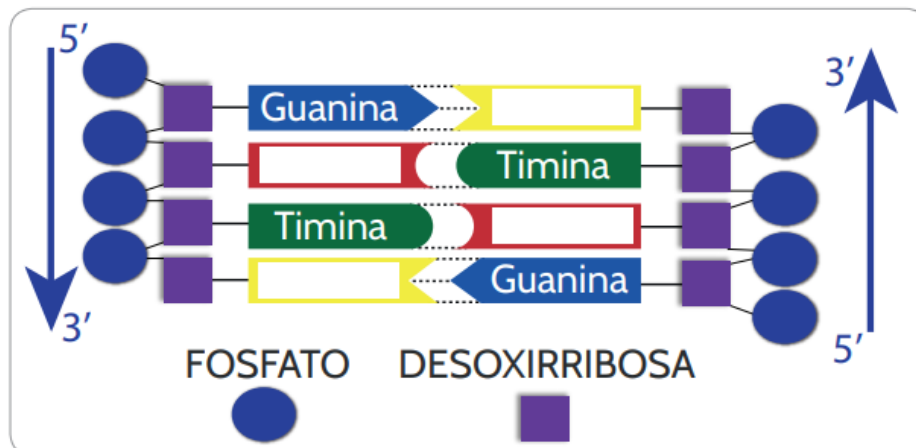 5’
3’
Guanina
Timina
Timina
Guanina
3’
5’
FOSFATO DESOXIRRIBOSA